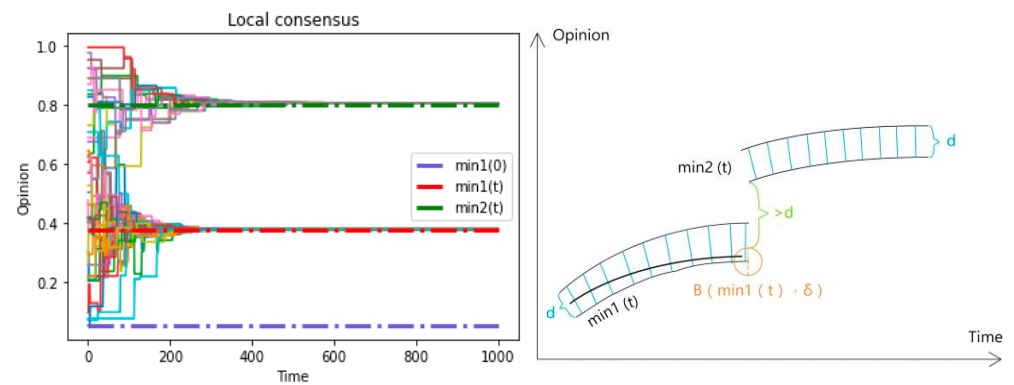 Local consensus
Opinion
1.0
0.8
0.6
0.4
0.2
0
200
400
600
800
1000
Time
min1(0)
min1(t)
min2(t)
Opinion
min2 (t)
d
>d
B ( min1 ( t ) · δ )
d
min1 (t)
Time